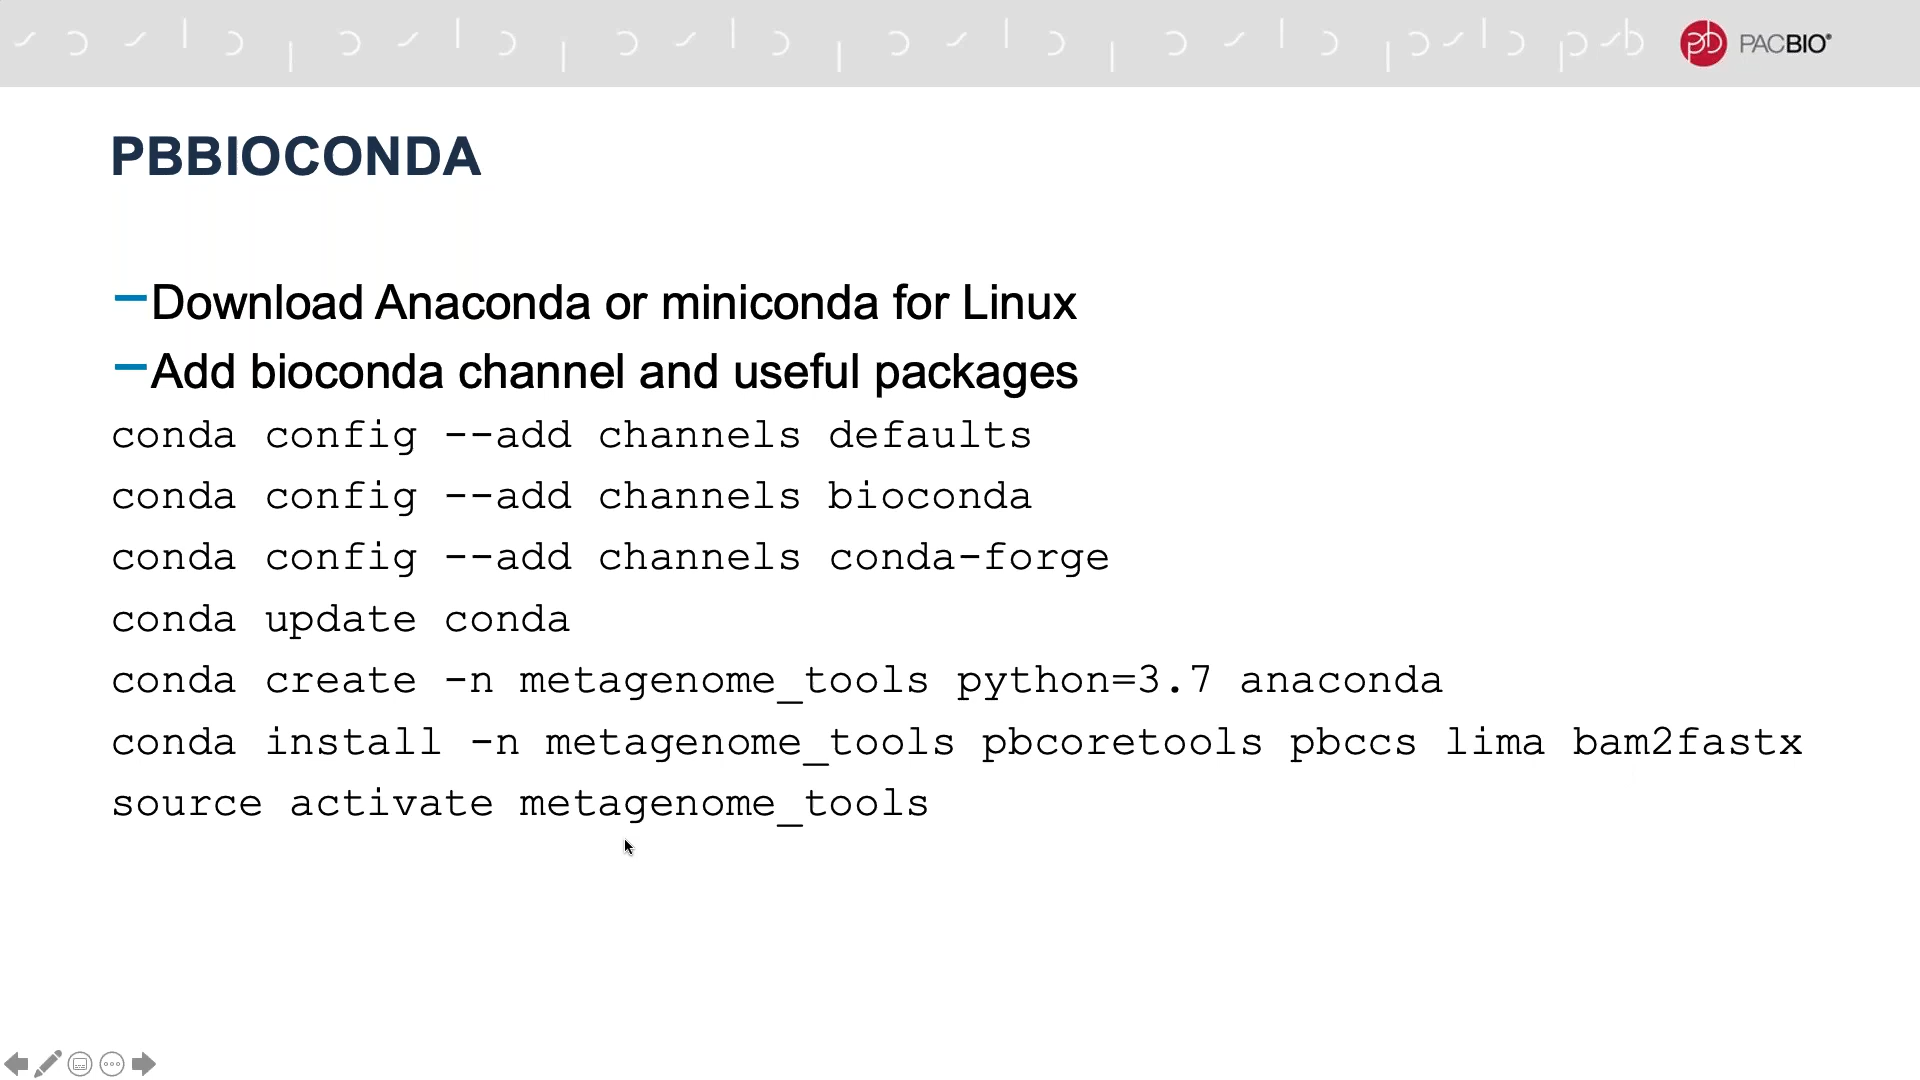 PACBIO®
PBBIOCONDA
–Download Anaconda or miniconda for Linux
–Add bioconda channel and useful packages
conda config --add channels defaults
conda config --add channels bioconda
conda config --add channels conda-forge
conda update conda
conda create -n metagenome_tools python=3.7 anaconda
conda install -n metagenome_tools pbcoretools pbccs lima bam2fastx
source activate metagenome_tools